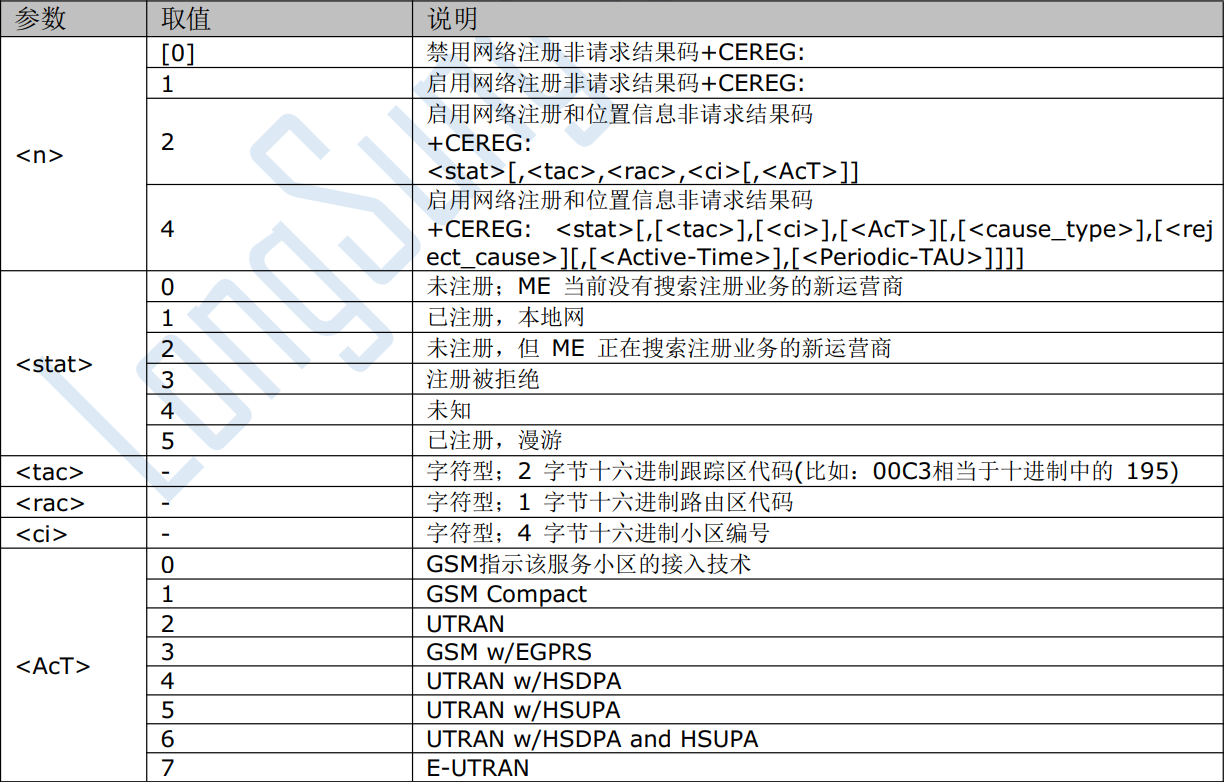 参数 取值 说明
<n>
[0] 禁用网络注册非请求结果码+CEREG:
1 启用网络注册非请求结果码+CEREG:
2
启用网络注册和位置信息非请求结果码
+CEREG:
<stat>[,<tac>,<rac>,<ci>[,<AcT>]]
4
启用网络注册和位置信息非请求结果码
+CEREG: <stat>[,[<tac>],[<ci>],[<AcT>][,[<cause_type>],[<rej
ect_cause>][,[<Active-Time>],[<Periodic-TAU>]]]]
<stat>
0 未注册；ME 当前没有搜索注册业务的新运营商
1 已注册，本地网
2 未注册，但 ME 正在搜索注册业务的新运营商
3 注册被拒绝
4 未知
5 已注册，漫游
<tac> - 字符型；2 字节十六进制跟踪区代码(比如：00C3相当于十进制中的 195)
<rac> - 字符型；1 字节十六进制路由区代码
<ci> - 字符型；4 字节十六进制小区编号
<AcT>
0 GSM指示该服务小区的接入技术
1 GSM Compact
2 UTRAN
3 GSM w/EGPRS
4 UTRAN w/HSDPA
5 UTRAN w/HSUPA
6 UTRAN w/HSDPA and HSUPA
7 E-UTRAN
LongSung